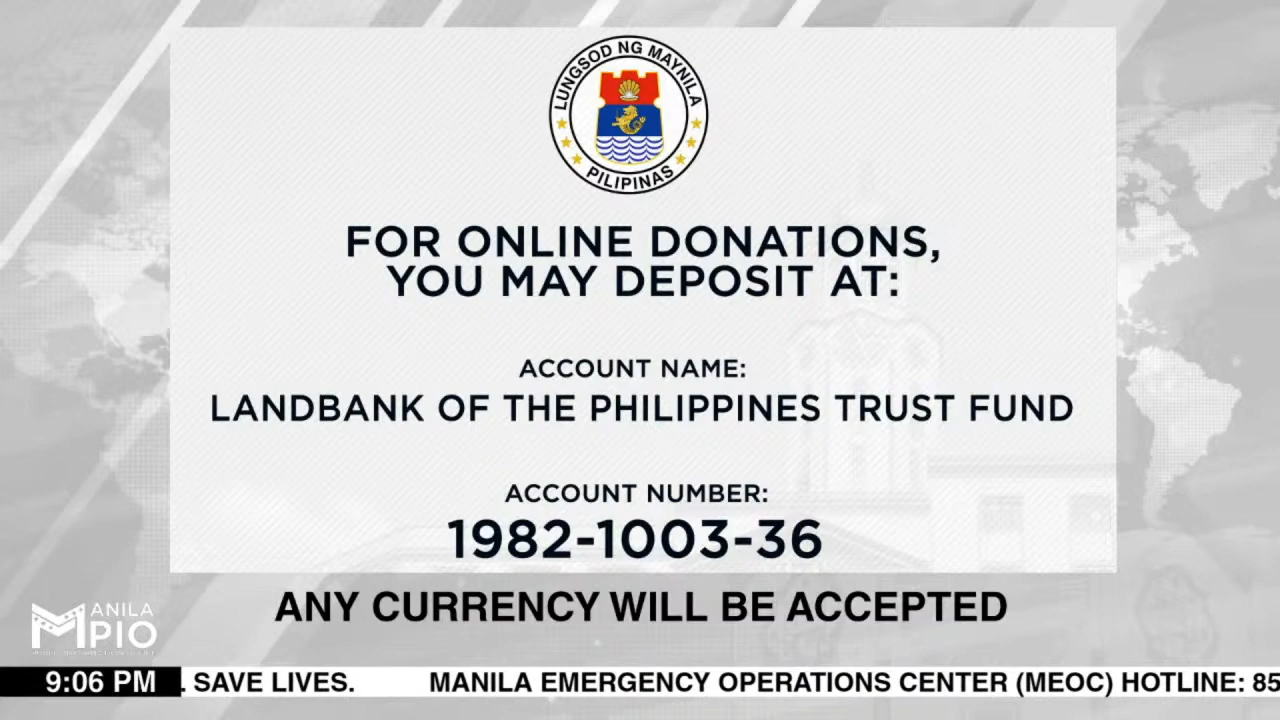 LUNGSOD NG MAYNILA
PILIPINAS
FOR ONLINE DONATIONS,
YOU MAY DEPOSIT AT:
ACCOUNT NAME:
LANDBANK OF THE PHILIPPINES TRUST FUND
ACCOUNT NUMBER:
1982-1003-36
ANY CURRENCY WILL BE ACCEPTED
MANILA
PIO
9:06 PM . SAVE LIVES. MANILA EMERGENCY OPERATIONS CENTER (MEOC) HOTLINE: 85